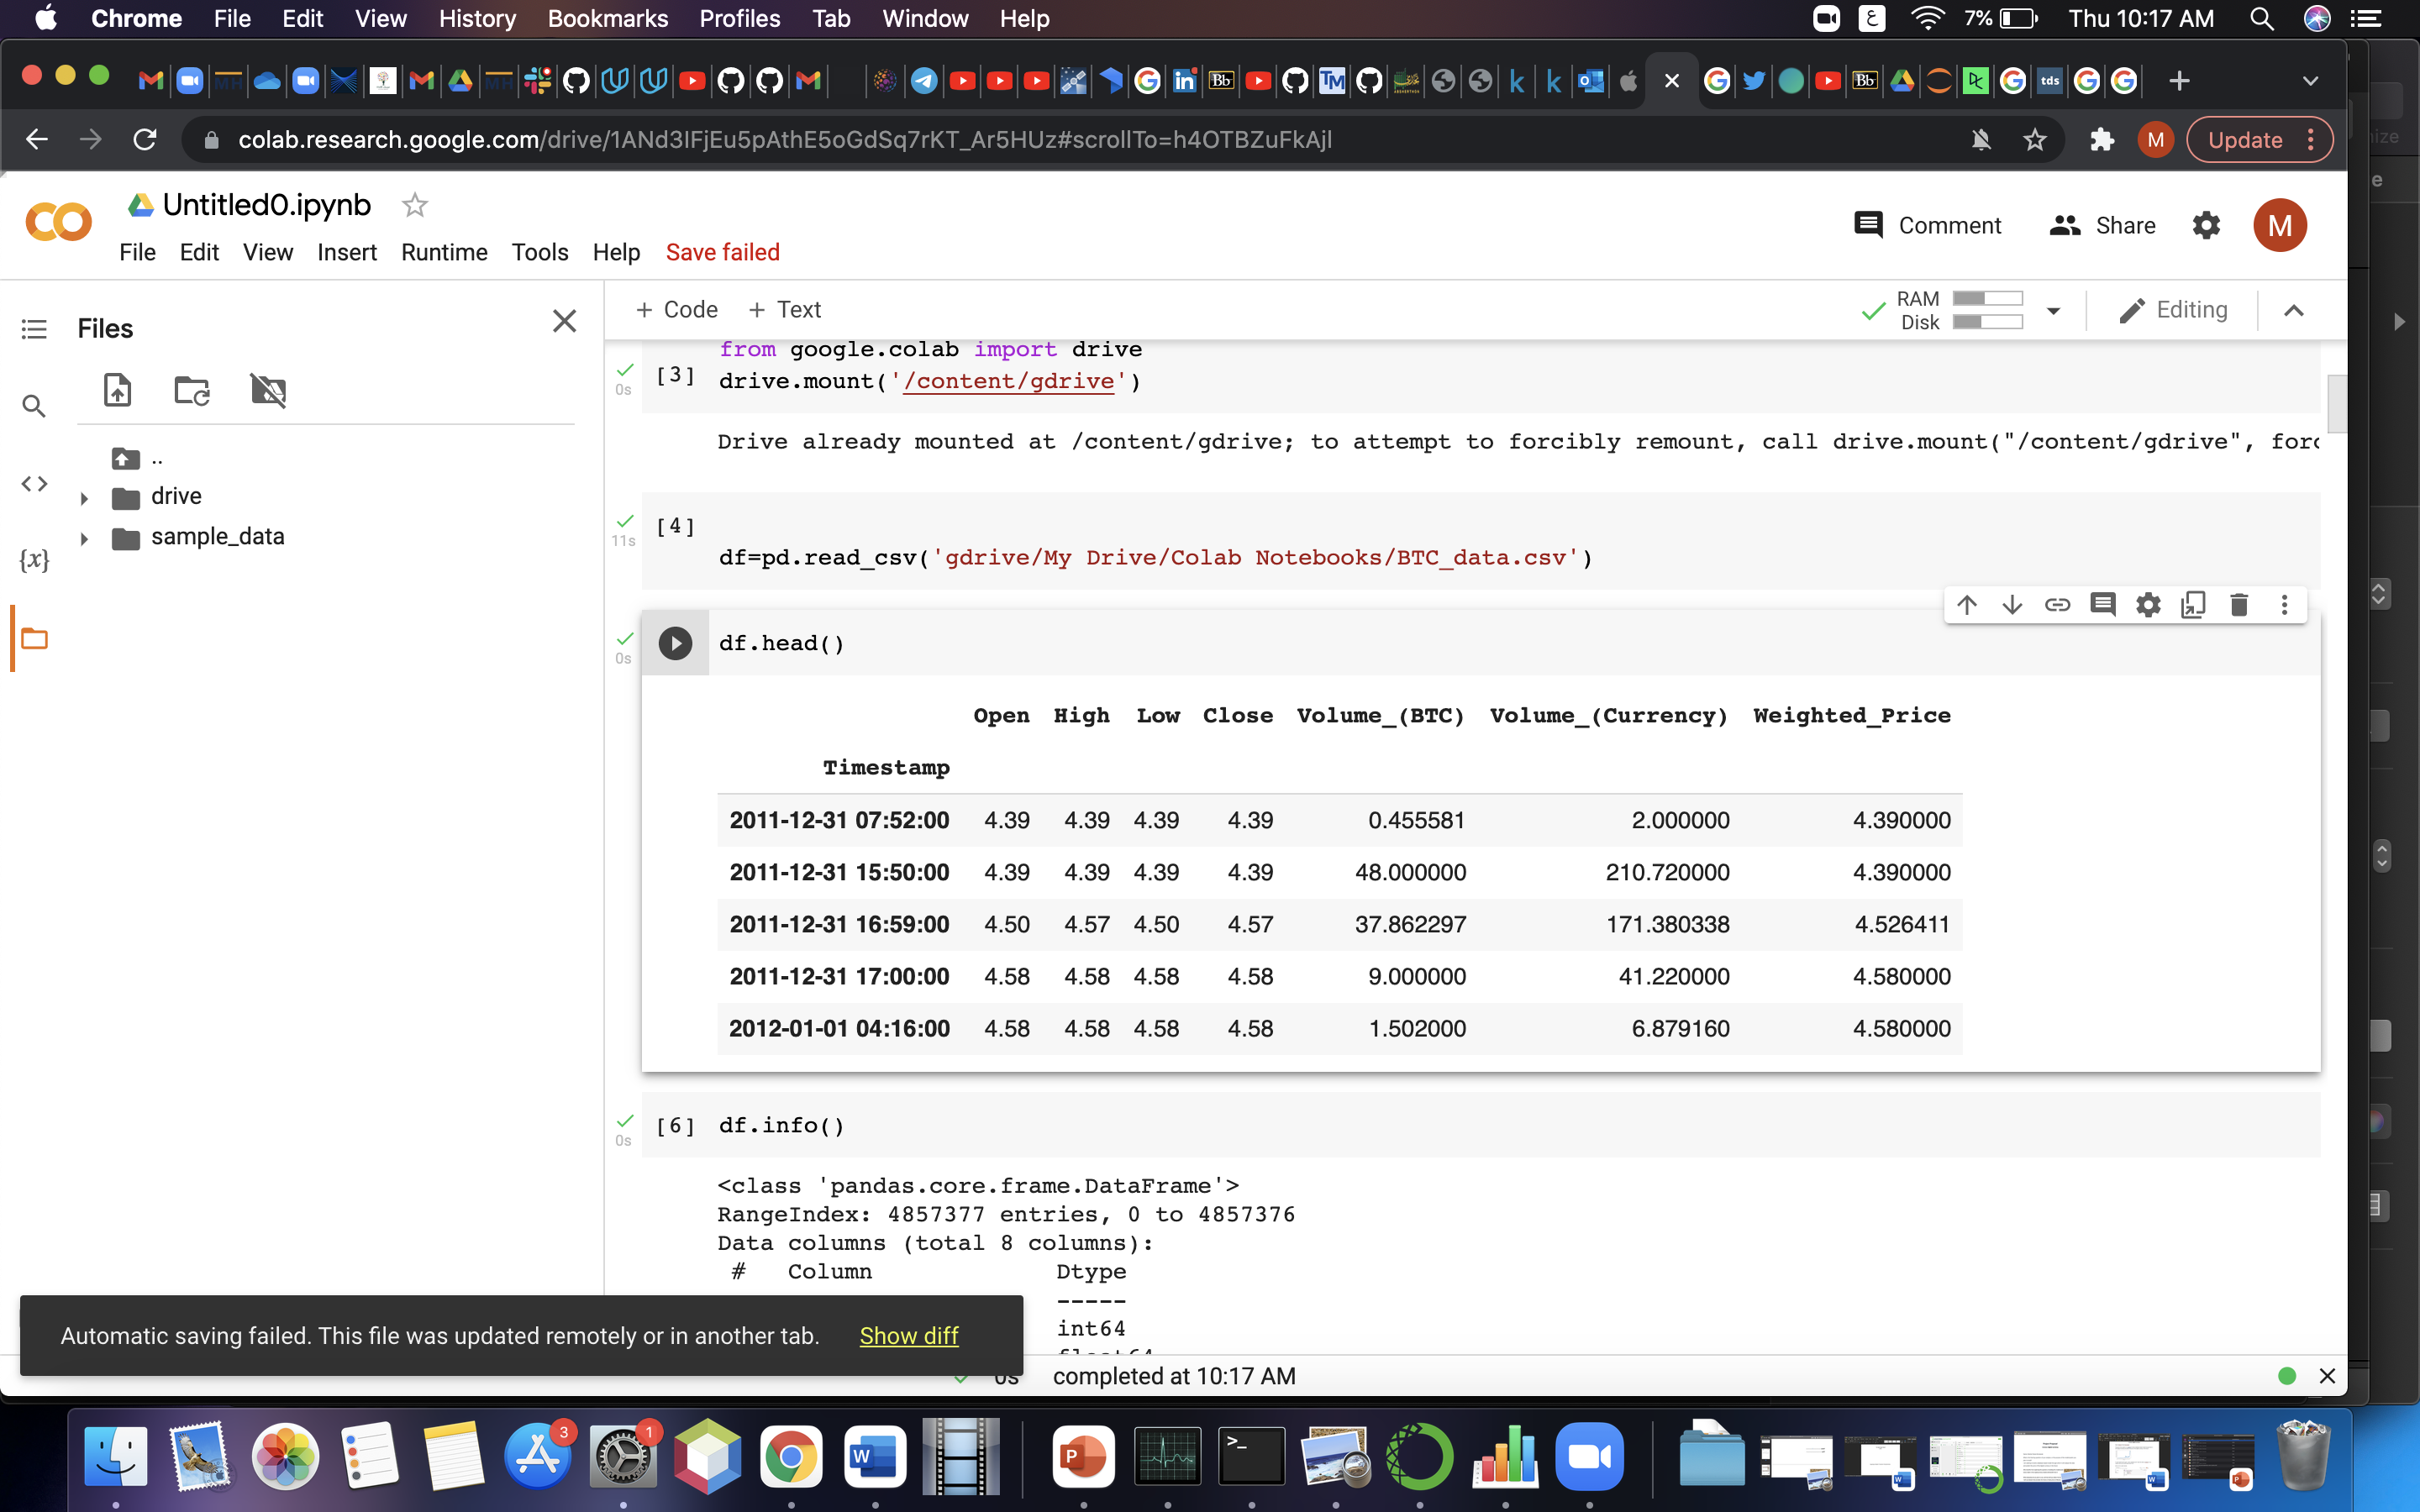 Chrome File Edit View History Bookmarks Profiles Tab Window Help ع 7% Thu 10:17 AM
colab.research.google.com/drive/1ANd3IFjEu5pAthE5oGdSq7rKT_Ar5HUz#scrollTo=h4OTBZuFkAjl M Update
Untitled0.ipynb
Comment Share M
File Edit View Insert Runtime Tools Help Save failed
Files
+ Code + Text RAM Disk Editing
..
drive
sample_data
from google.colab import drive
[3] drive.mount('/content/gdrive')
0s
Drive already mounted at /content/gdrive; to attempt to forcibly remount, call drive.mount("/content/gdrive", forc
[4]
11s
df=pd.read_csv('gdrive/My Drive/Colab Notebooks/BTC_data.csv')
df.head()
0s
Open High Low Close Volume_(BTC) Volume_(Currency) Weighted_Price
Timestamp
2011-12-31 07:52:00 4.39 4.39 4.39 4.39 0.455581 2.000000 4.390000
2011-12-31 15:50:00 4.39 4.39 4.39 4.39 48.000000 210.720000 4.390000
2011-12-31 16:59:00 4.50 4.57 4.50 4.57 37.862297 171.380338 4.526411
2011-12-31 17:00:00 4.58 4.58 4.58 4.58 9.000000 41.220000 4.580000
2012-01-01 04:16:00 4.58 4.58 4.58 4.58 1.502000 6.879160 4.580000
[6] df.info()
0s
<class 'pandas.core.frame.DataFrame'>
RangeIndex: 4857377 entries, 0 to 4857376
Data columns (total 8 columns):
# Column Dtype
-----
int64
float64
Automatic saving failed. This file was updated remotely or in another tab. Show diff
0s completed at 10:17 AM
3 1